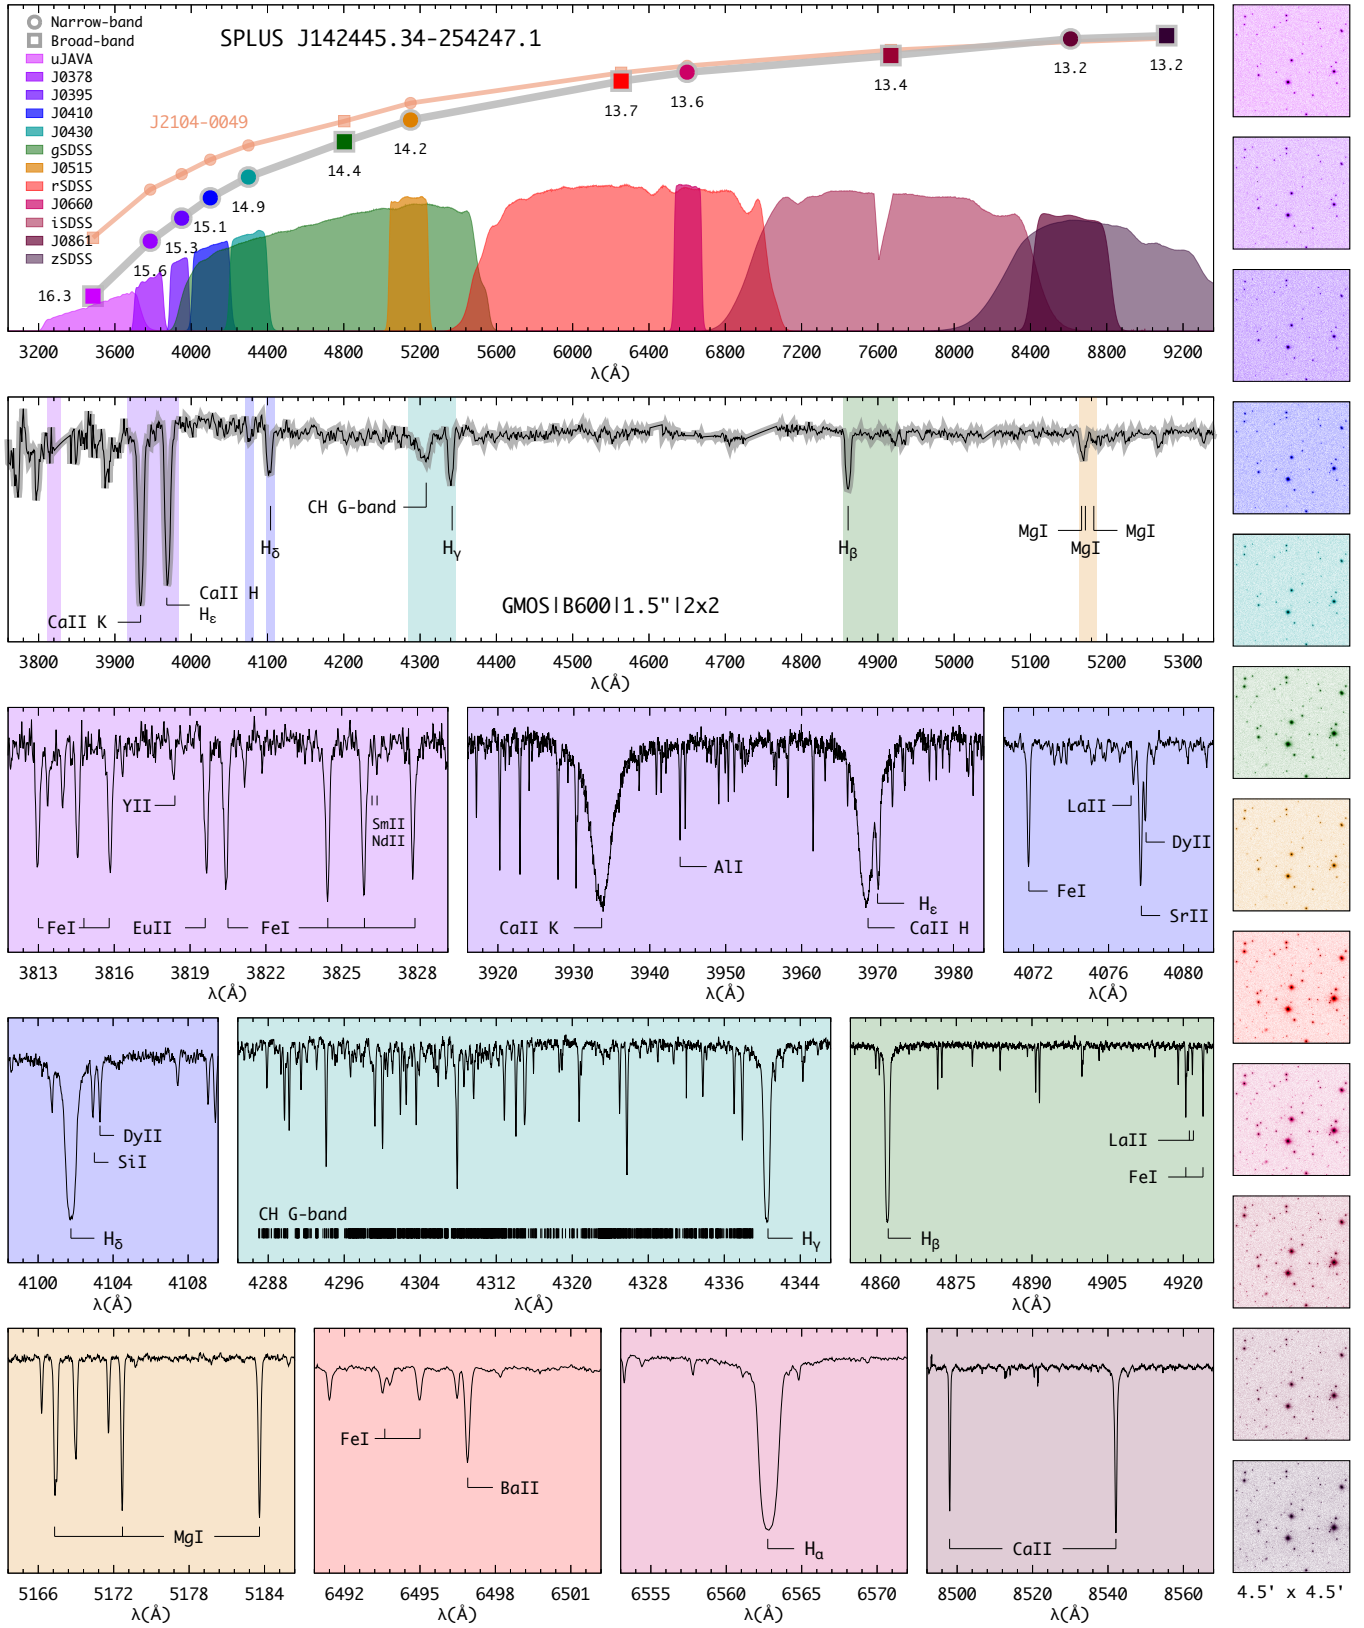 Narrow-band
Broad-band
uJAVA
J0378
J0395
J0410
J0430
gSDSS
J0515
rSDSS
J0660
iSDSS
J0861
zSDSS
SPLUS J142445.34-254247.1
J2104-0049
16.3
15.6
15.3
15.1
14.9
14.4
14.2
13.7
13.6
13.4
13.2
13.2
3200 3600 4000 4400 4800 5200 5600 6000 6400 6800 7200 7600 8000 8400 8800 9200
λ(Å)
CH G-band
MgI
MgI
MgI
Hδ
Hγ
Hβ
CaII H
Hε
CaII K
GMOS|B600|1.5"|2x2
3800 3900 4000 4100 4200 4300 4400 4500 4600 4700 4800 4900 5000 5100 5200 5300
λ(Å)
YII
SmII
NdII
FeI
EuII
FeI
3813 3816 3819 3822 3825 3828
λ(Å)
AlI
Hε
CaII K
CaII H
3920 3930 3940 3950 3960 3970 3980
λ(Å)
LaII
DyII
FeI
SrII
4072 4076 4080
λ(Å)
DyII
SiI
Hδ
4100 4104 4108
λ(Å)
CH G-band
Hγ
4288 4296 4304 4312 4320 4328 4336 4344
λ(Å)
LaII
FeI
Hβ
4860 4875 4890 4905 4920
λ(Å)
MgI
5166 5172 5178 5184
λ(Å)
FeI
BaII
6492 6495 6498 6501
λ(Å)
Hα
6555 6560 6565 6570
λ(Å)
CaII
8500 8520 8540 8560
λ(Å)
4.5' x 4.5'